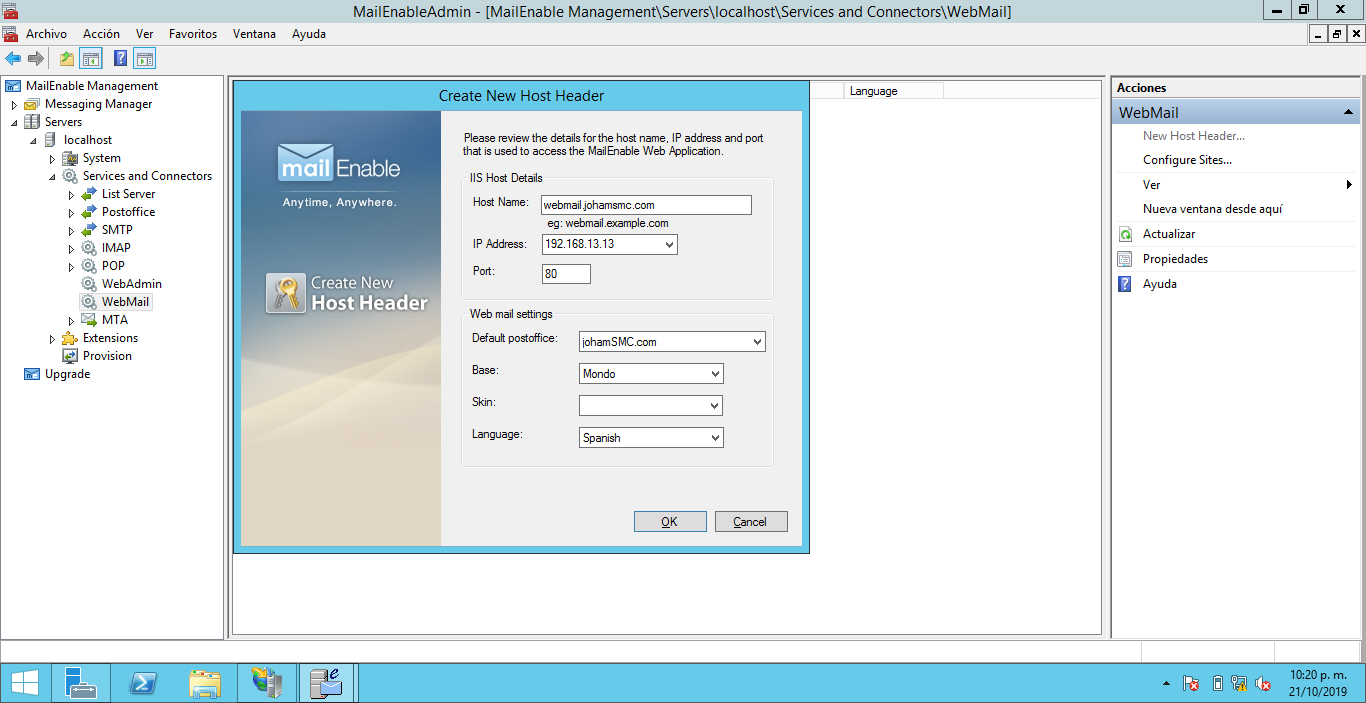 MailEnableAdmin - [MailEnable Management\Servers\localhost\Services and Connectors\WebMail]
Archivo Acción Ver Favoritos Ventana Ayuda
MailEnable Management
Messaging Manager
Servers
localhost
System
Services and Connectors
List Server
Postoffice
SMTP
IMAP
POP
WebAdmin
WebMail
MTA
Extensions
Provision
Upgrade
Language
Create New Host Header
mail Enable
Anytime, Anywhere.
Create New
Host Header
Please review the details for the host name, IP address and port
that is used to access the MailEnable Web Application.
IIS Host Details
Host Name: webmail.johamsmc.com
eg: webmail.example.com
IP Address: 192.168.13.13
Port: 80
Web mail settings
Default postoffice: johamSMC.com
Base: Mondo
Skin:
Language: Spanish
OK Cancel
Acciones
WebMail
New Host Header...
Configure Sites...
Ver
Nueva ventana desde aquí
Actualizar
Propiedades
Ayuda
10:20 p. m.
21/10/2019